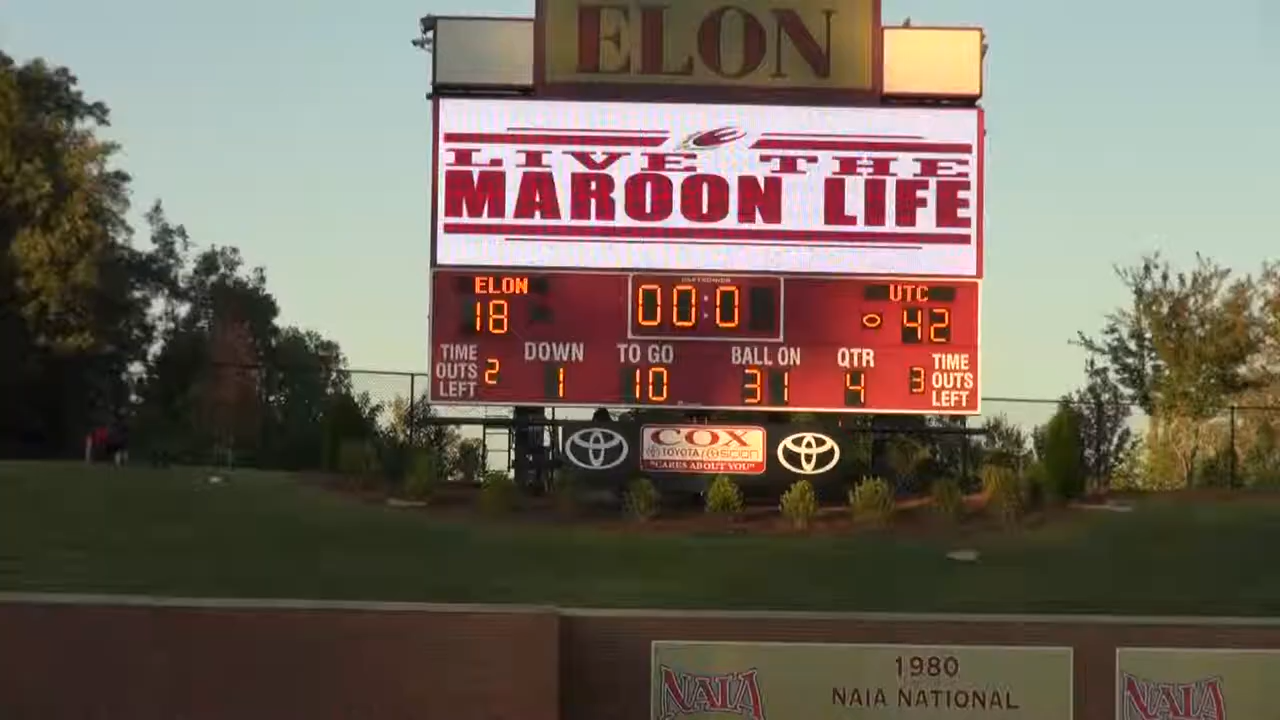 ELON
LIVE THE
MAROON LIFE
ELON
18
00:0
UTC
42
TIME OUTS LEFT 2
DOWN 1
TO GO 10
BALL ON 31
QTR 4
3 TIME OUTS LEFT
COX
TOYOTA / SCION
"CARES ABOUT YOU"
NAIA
1980
NAIA NATIONAL
NAIA